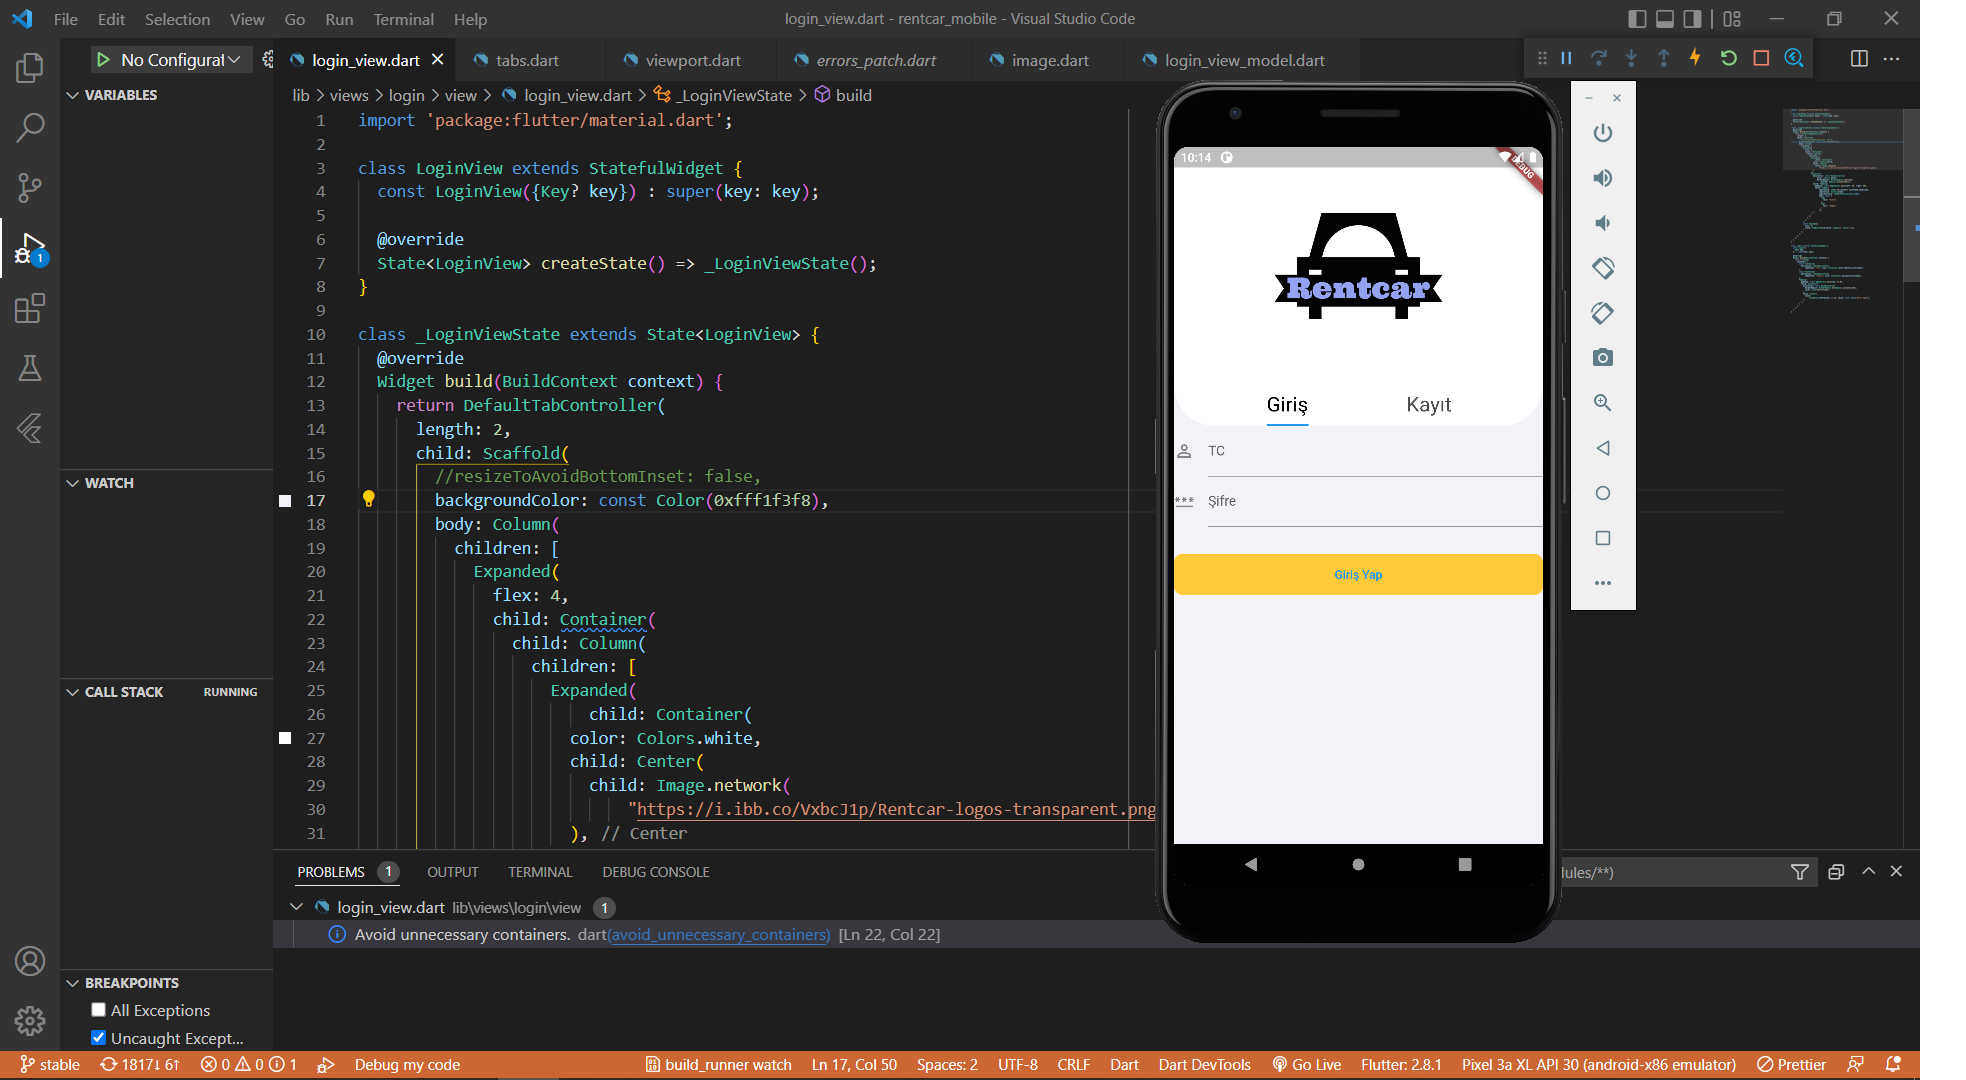 File Edit Selection View Go Run Terminal Help
login_view.dart - rentcar_mobile - Visual Studio Code
No Configurat
login_view.dart tabs.dart viewport.dart errors_patch.dart image.dart login_view_model.dart
lib > views > login > view > login_view.dart > _LoginViewState > build
VARIABLES
WATCH
CALL STACK RUNNING
BREAKPOINTS
All Exceptions
Uncaught Except...
1
1 import 'package:flutter/material.dart';
2
3 class LoginView extends StatefulWidget {
4 const LoginView({Key? key}) : super(key: key);
5
6 @override
7 State<LoginView> createState() => _LoginViewState();
8 }
9
10 class _LoginViewState extends State<LoginView> {
11 @override
12 Widget build(BuildContext context) {
13 return DefaultTabController(
14 length: 2,
15 child: Scaffold(
16 //resizeToAvoidBottomInset: false,
17 backgroundColor: const Color(0xfff1f3f8),
18 body: Column(
19 children: [
20 Expanded(
21 flex: 4,
22 child: Container(
23 child: Column(
24 children: [
25 Expanded(
26 child: Container(
27 color: Colors.white,
28 child: Center(
29 child: Image.network(
30 "https://i.ibb.co/VxbcJ1p/Rentcar-logos-transparent.png
31 ), // Center
10:14
DEBUG
Rentcar
Giriş Kayıt
TC
*** Şifre
Giriş Yap
PROBLEMS 1 OUTPUT TERMINAL DEBUG CONSOLE
lules/**)
login_view.dart lib\views\login\view 1
Avoid unnecessary containers. dart(avoid_unnecessary_containers) [Ln 22, Col 22]
stable 1817↓ 6↑ 0 0 1 Debug my code build_runner watch Ln 17, Col 50 Spaces: 2 UTF-8 CRLF Dart Dart DevTools Go Live Flutter: 2.8.1 Pixel 3a XL API 30 (android-x86 emulator) Prettier